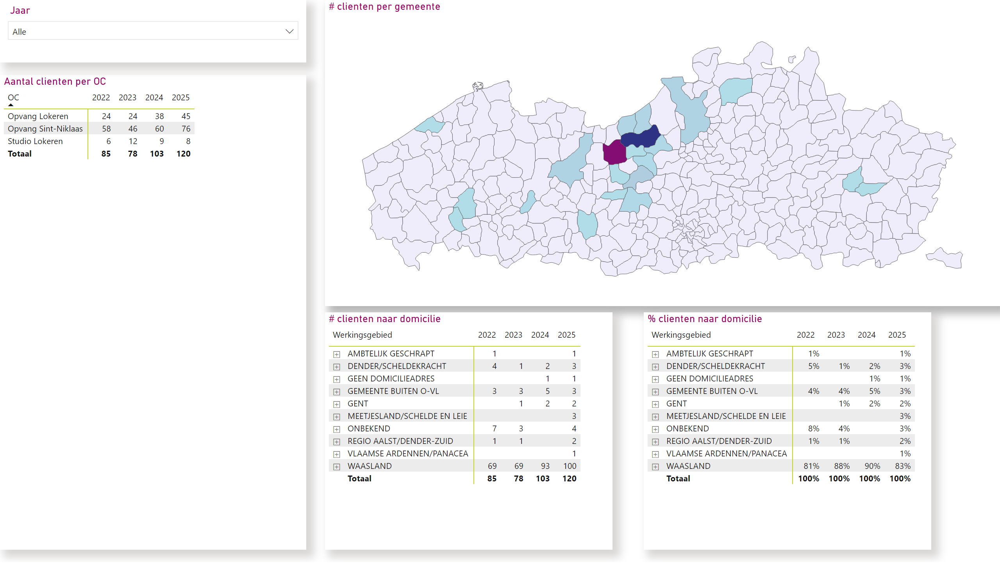 Jaar
Alle
Aantal clienten per OC
OC 2022 2023 2024 2025
Opvang Lokeren 24 24 38 45
Opvang Sint-Niklaas 58 46 60 76
Studio Lokeren 6 12 9 8
Totaal 85 78 103 120
# clienten per gemeente
# clienten naar domicilie
Werkingsgebied 2022 2023 2024 2025
AMBTELIJK GESCHRAPT 1 1
DENDER/SCHELDEKRACHT 4 1 2 3
GEEN DOMICILIEADRES 1 1
GEMEENTE BUITEN O-VL 3 3 5 3
GENT 1 2 2
MEETJESLAND/SCHELDE EN LEIE 3
ONBEKEND 7 3 4
REGIO AALST/DENDER-ZUID 1 1 2
VLAAMSE ARDENNEN/PANACEA 1
WAASLAND 69 69 93 100
Totaal 85 78 103 120
% clienten naar domicilie
Werkingsgebied 2022 2023 2024 2025
AMBTELIJK GESCHRAPT 1% 1%
DENDER/SCHELDEKRACHT 5% 1% 2% 3%
GEEN DOMICILIEADRES 1% 1%
GEMEENTE BUITEN O-VL 4% 4% 5% 3%
GENT 1% 2% 2%
MEETJESLAND/SCHELDE EN LEIE 3%
ONBEKEND 8% 4% 3%
REGIO AALST/DENDER-ZUID 1% 1% 2%
VLAAMSE ARDENNEN/PANACEA 1%
WAASLAND 81% 88% 90% 83%
Totaal 100% 100% 100% 100%